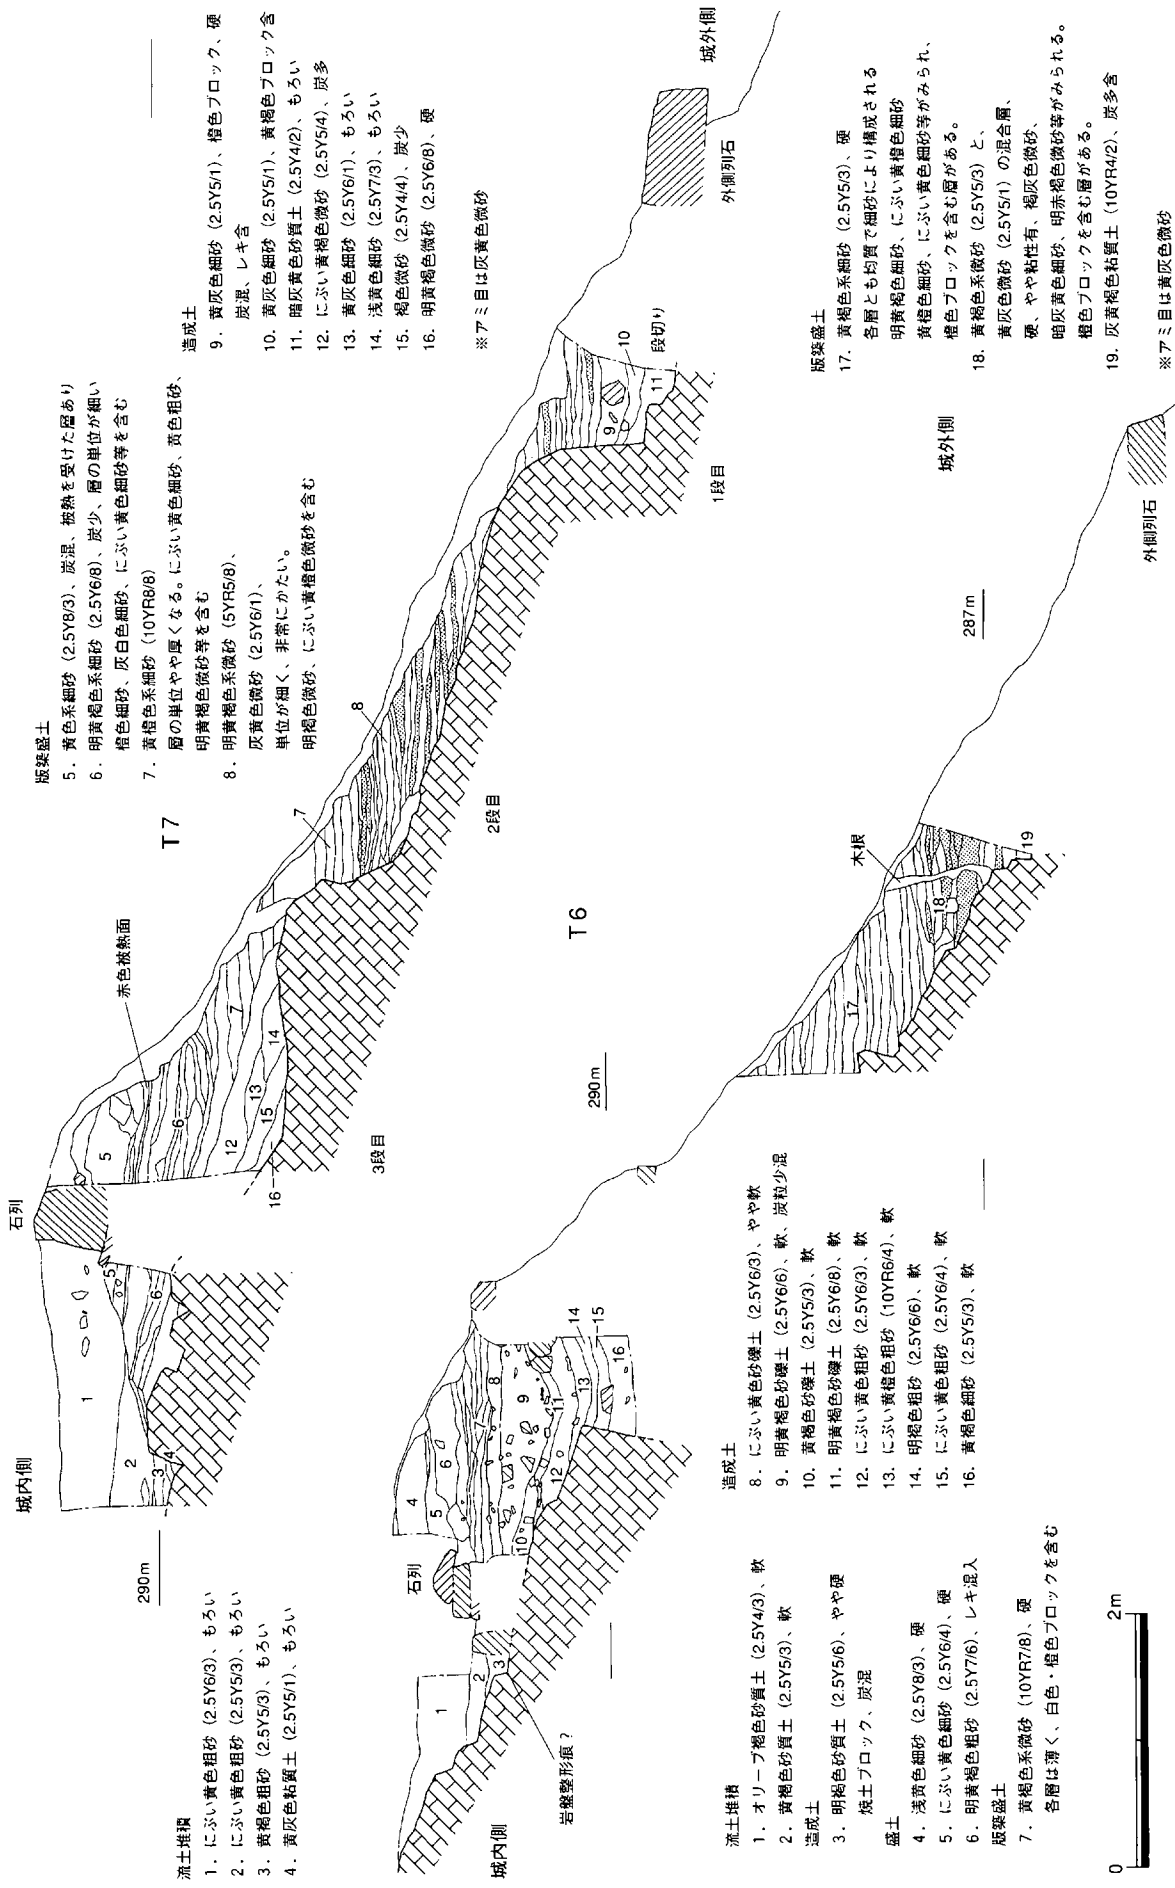 T7
城内側
石列
赤色被熱面
290m
3段目
2段目
1段目
段切り
外側列石
城外側
1
2
3
4
5
6
5
6
7
12
13
14
15
16
7
8
9
10
11
流土堆積
1. にぶい黄色粗砂 (2.5Y6/3)、もろい
2. にぶい黄色粗砂 (2.5Y5/3)、もろい
3. 黄褐色粗砂 (2.5Y5/3)、もろい
4. 黄灰色粘質土 (2.5Y5/1)、もろい
版築盛土
5. 黄色系細砂 (2.5Y8/3)、炭混、被熱を受けた層あり
6. 明黄褐色系細砂 (2.5Y6/8)、炭少、層の単位が細い
橙色細砂、灰白色細砂、にぶい黄色細砂等を含む
7. 黄橙色系細砂 (10YR8/8)
層の単位やや厚くなる。にぶい黄色細砂、黄色粗砂、
明黄褐色微砂等を含む
8. 明黄褐色系微砂 (5YR5/8)、
灰黄色微砂 (2.5Y6/1)、
単位が細く、非常にかたい。
明褐色微砂、にぶい黄橙色微砂を含む
造成土
9. 黄灰色細砂 (2.5Y5/1)、橙色ブロック、硬
炭混、レキ含
10. 黄灰色細砂 (2.5Y5/1)、黄褐色ブロック含
11. 暗灰黄色砂質土 (2.5Y4/2)、もろい
12. にぶい黄褐色微砂 (2.5Y5/4)、炭多
13. 黄灰色細砂 (2.5Y6/1)、もろい
14. 浅黄色細砂 (2.5Y7/3)、もろい
15. 褐色微砂 (2.5Y4/4)、炭少
16. 明黄褐色微砂 (2.5Y6/8)、硬
※アミ目は灰黄色微砂
T6
城内側
岩盤整形痕?
石列
290m
287m
木根
外側列石
城外側
1
2
3
4
5
6
7
8
9
10
11
12
13
14
15
16
17
18
19
流土堆積
1. オリーブ褐色砂質土 (2.5Y4/3)、軟
2. 黄褐色砂質土 (2.5Y5/3)、軟
造成土
3. 明褐色砂質土 (2.5Y5/6)、やや硬
焼土ブロック、炭混
盛土
4. 浅黄色細砂 (2.5Y8/3)、硬
5. にぶい黄色細砂 (2.5Y6/4)、硬
6. 明黄褐色粗砂 (2.5Y7/6)、レキ混入
版築盛土
7. 黄褐色系微砂 (10YR7/8)、硬
各層は薄く、白色・橙色ブロックを含む
造成土
8. にぶい黄色砂礫土 (2.5Y6/3)、やや軟
9. 明黄褐色砂礫土 (2.5Y6/6)、軟、炭粒少混
10. 黄褐色砂礫土 (2.5Y5/3)、軟
11. 明黄褐色砂礫土 (2.5Y6/8)、軟
12. にぶい黄色粗砂 (2.5Y6/3)、軟
13. にぶい黄橙色粗砂 (10YR6/4)、軟
14. 明褐色粗砂 (2.5Y6/6)、軟
15. にぶい黄色粗砂 (2.5Y6/4)、軟
16. 黄褐色細砂 (2.5Y5/3)、軟
版築盛土
17. 黄褐色系細砂 (2.5Y5/3)、硬
各層とも均質で細砂により構成される
明黄褐色細砂、にぶい黄橙色細砂
黄橙色細砂、にぶい黄色細砂等がみられ、
橙色ブロックを含む層がある。
18. 黄褐色系微砂 (2.5Y5/3) と、
黄灰色微砂 (2.5Y5/1) の混合層、
硬、やや粘性有、褐灰色微砂、
暗灰黄色細砂、明赤褐色微砂等がみられる。
橙色ブロックを含む層がある。
19. 灰黄褐色粘質土 (10YR4/2)、炭多含
※アミ目は黄灰色微砂
0
2m